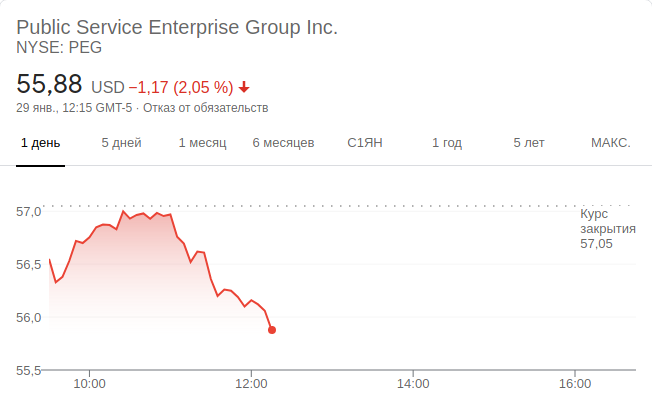 Public Service Enterprise Group Inc.
NYSE: PEG
55,88 USD −1,17 (2,05 %)
29 янв., 12:15 GMT-5 · Отказ от обязательств
1 день 5 дней 1 месяц 6 месяцев С1ЯН 1 год 5 лет МАКС.
57,0
Курс
закрытия
57,05
56,5
56,0
55,5
10:00 12:00 14:00 16:00